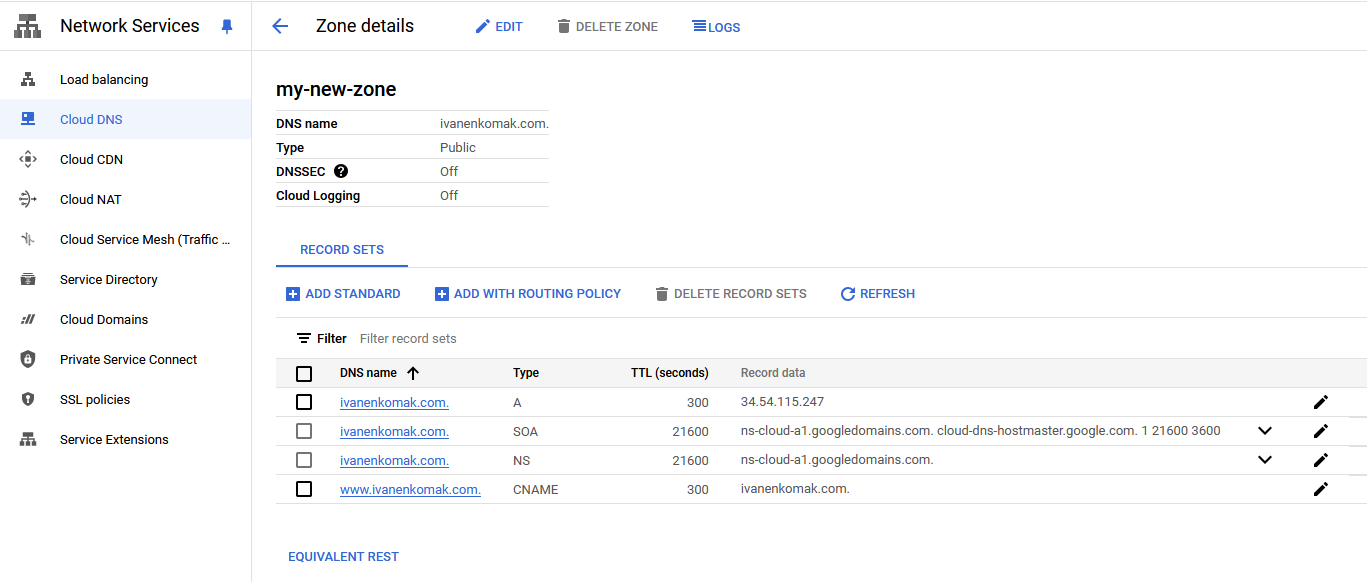 Network Services
Zone details
EDIT
DELETE ZONE
LOGS
Load balancing
Cloud DNS
Cloud CDN
Cloud NAT
Cloud Service Mesh (Traffic ...
Service Directory
Cloud Domains
Private Service Connect
SSL policies
Service Extensions
my-new-zone
DNS name ivanenkomak.com.
Type Public
DNSSEC ? Off
Cloud Logging Off
RECORD SETS
ADD STANDARD ADD WITH ROUTING POLICY DELETE RECORD SETS REFRESH
Filter Filter record sets
DNS name Type TTL (seconds) Record data
ivanenkomak.com. A 300 34.54.115.247
ivanenkomak.com. SOA 21600 ns-cloud-a1.googledomains.com. cloud-dns-hostmaster.google.com. 1 21600 3600
ivanenkomak.com. NS 21600 ns-cloud-a1.googledomains.com.
www.ivanenkomak.com. CNAME 300 ivanenkomak.com.
EQUIVALENT REST